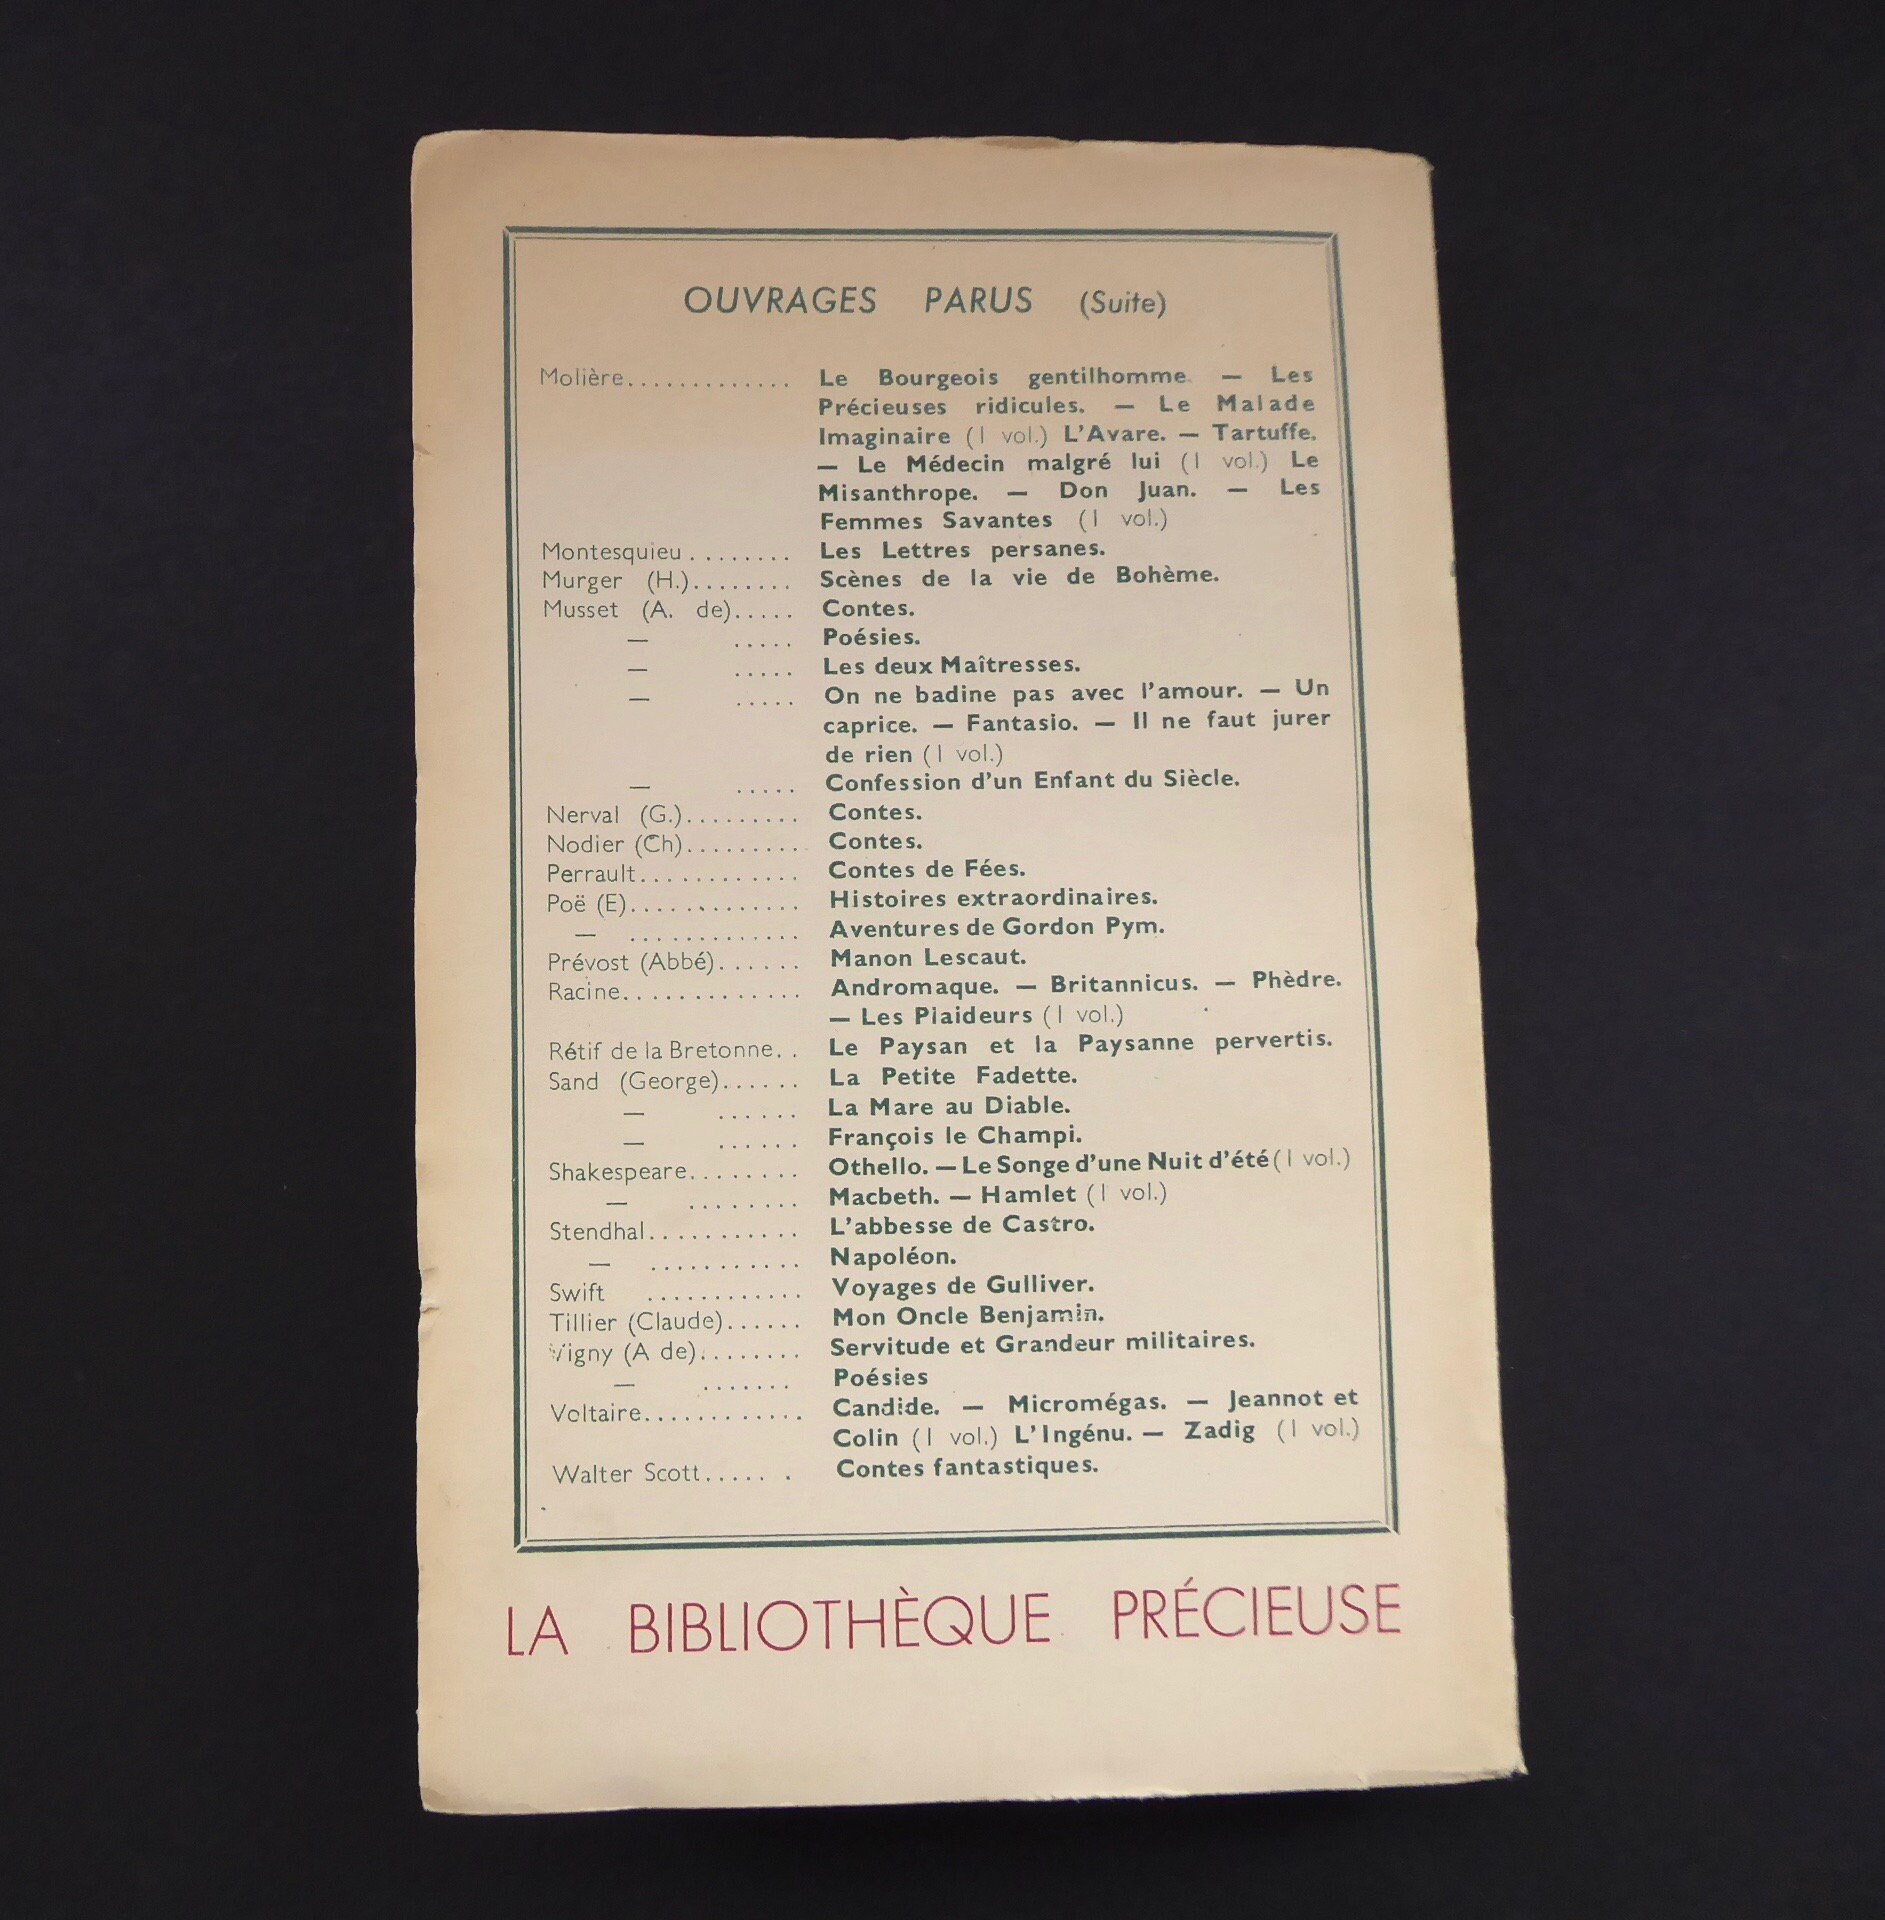 OUVRAGES PARUS (Suite)
Molière............. Le Bourgeois gentilhomme. — Les
Précieuses ridicules. — Le Malade
Imaginaire (1 vol.) L'Avare. — Tartuffe.
— Le Médecin malgré lui (1 vol.) Le
Misanthrope. — Don Juan. — Les
Femmes Savantes (1 vol.)
Montesquieu........ Les Lettres persanes.
Murger (H.)........ Scènes de la vie de Bohème.
Musset (A. de)..... Contes.
— ..... Poésies.
— ..... Les deux Maîtresses.
— ..... On ne badine pas avec l'amour. — Un
caprice. — Fantasio. — Il ne faut jurer
de rien (1 vol.)
— ..... Confession d'un Enfant du Siècle.
Nerval (G.)......... Contes.
Nodier (Ch)......... Contes.
Perrault............ Contes de Fées.
Poë (E)............. Histoires extraordinaires.
— ............. Aventures de Gordon Pym.
Prévost (Abbé)...... Manon Lescaut.
Racine.............. Andromaque. — Britannicus. — Phèdre.
— Les Plaideurs (1 vol.)
Rétif de la Bretonne.. Le Paysan et la Paysanne pervertis.
Sand (George)...... La Petite Fadette.
— ...... La Mare au Diable.
— ...... François le Champi.
Shakespeare........ Othello. — Le Songe d'une Nuit d'été (1 vol.)
— ........ Macbeth. — Hamlet (1 vol.)
Stendhal............ L'abbesse de Castro.
— ............ Napoléon.
Swift ............ Voyages de Gulliver.
Tillier (Claude)...... Mon Oncle Benjamin.
Vigny (A de)........ Servitude et Grandeur militaires.
— ....... Poésies
Voltaire............ Candide. — Micromégas. — Jeannot et
Colin (1 vol.) L'Ingénu. — Zadig (1 vol.)
Walter Scott..... . Contes fantastiques.
LA BIBLIOTHÈQUE PRÉCIEUSE